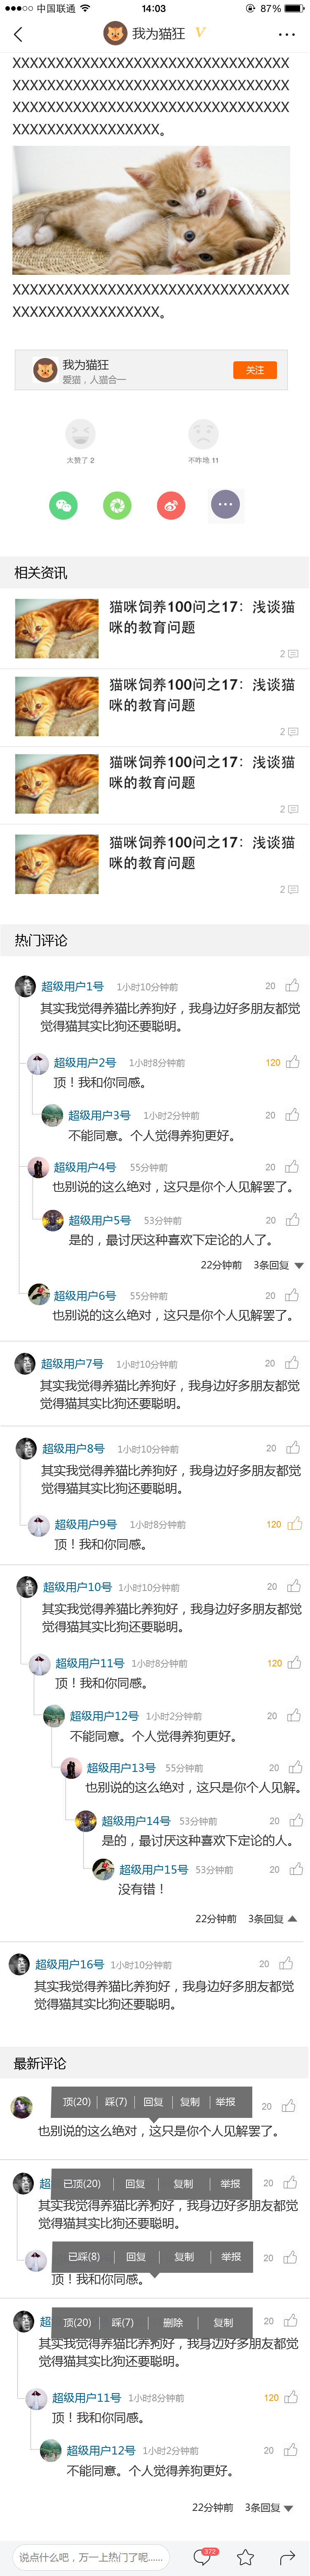 中国联通 14:03 87%
我为猫狂 V
XXXXXXXXXXXXXXXXXXXXXXXXXXXXXXXX
XXXXXXXXXXXXXXXXXXXXXXXXXXXXXXXX
XXXXXXXXXXXXXXXXXXXXXXXXXXXXXXXX
XXXXXXXXXXXXXXXXX。
XXXXXXXXXXXXXXXXXXXXXXXXXXXXXXXX
XXXXXXXXXXXXXXXXX。
我为猫狂
爱猫，人猫合一
关注
太赞了 2 不咋地 11
相关资讯
猫咪饲养100问之17：浅谈猫
咪的教育问题
2
猫咪饲养100问之17：浅谈猫
咪的教育问题
2
猫咪饲养100问之17：浅谈猫
咪的教育问题
2
猫咪饲养100问之17：浅谈猫
咪的教育问题
2
热门评论
超级用户1号 1小时10分钟前 20
其实我觉得养猫比养狗好，我身边好多朋友都觉
觉得猫其实比狗还要聪明。
超级用户2号 1小时8分钟前 120
顶！我和你同感。
超级用户3号 1小时2分钟前 20
不能同意。个人觉得养狗更好。
超级用户4号 55分钟前 20
也别说的这么绝对，这只是你个人见解罢了。
超级用户5号 53分钟前 20
是的，最讨厌这种喜欢下定论的人了。
22分钟前 3条回复
超级用户6号 55分钟前 20
也别说的这么绝对，这只是你个人见解罢了。
超级用户7号 1小时10分钟前 20
其实我觉得养猫比养狗好，我身边好多朋友都觉
觉得猫其实比狗还要聪明。
超级用户8号 1小时10分钟前 20
其实我觉得养猫比养狗好，我身边好多朋友都觉
觉得猫其实比狗还要聪明。
超级用户9号 1小时8分钟前 120
顶！我和你同感。
超级用户10号 1小时10分钟前 20
其实我觉得养猫比养狗好，我身边好多朋友都觉
觉得猫其实比狗还要聪明。
超级用户11号 1小时8分钟前 120
顶！我和你同感。
超级用户12号 1小时2分钟前 20
不能同意。个人觉得养狗更好。
超级用户13号 55分钟前 20
也别说的这么绝对，这只是你个人见解。
超级用户14号 53分钟前 20
是的，最讨厌这种喜欢下定论的人。
超级用户15号 53分钟前 20
没有错！
22分钟前 3条回复
超级用户16号 1小时10分钟前 20
其实我觉得养猫比养狗好，我身边好多朋友都觉
觉得猫其实比狗还要聪明。
最新评论
顶(20) 踩(7) 回复 复制 举报 20
也别说的这么绝对，这只是你个人见解罢了。
超 已顶(20) 回复 复制 举报 20
其实我觉得养猫比养狗好，我身边好多朋友都觉
觉得猫其实比狗还要聪明。
已踩(8) 回复 复制 举报 20
顶！我和你同感。
超 顶(20) 踩(7) 删除 复制 20
其实我觉得养猫比养狗好，我身边好多朋友都觉
觉得猫其实比狗还要聪明。
超级用户11号 1小时8分钟前 120
顶！我和你同感。
超级用户12号 1小时2分钟前 20
不能同意。个人觉得养狗更好。
22分钟前 3条回复
说点什么吧，万一上热门了呢...... 372